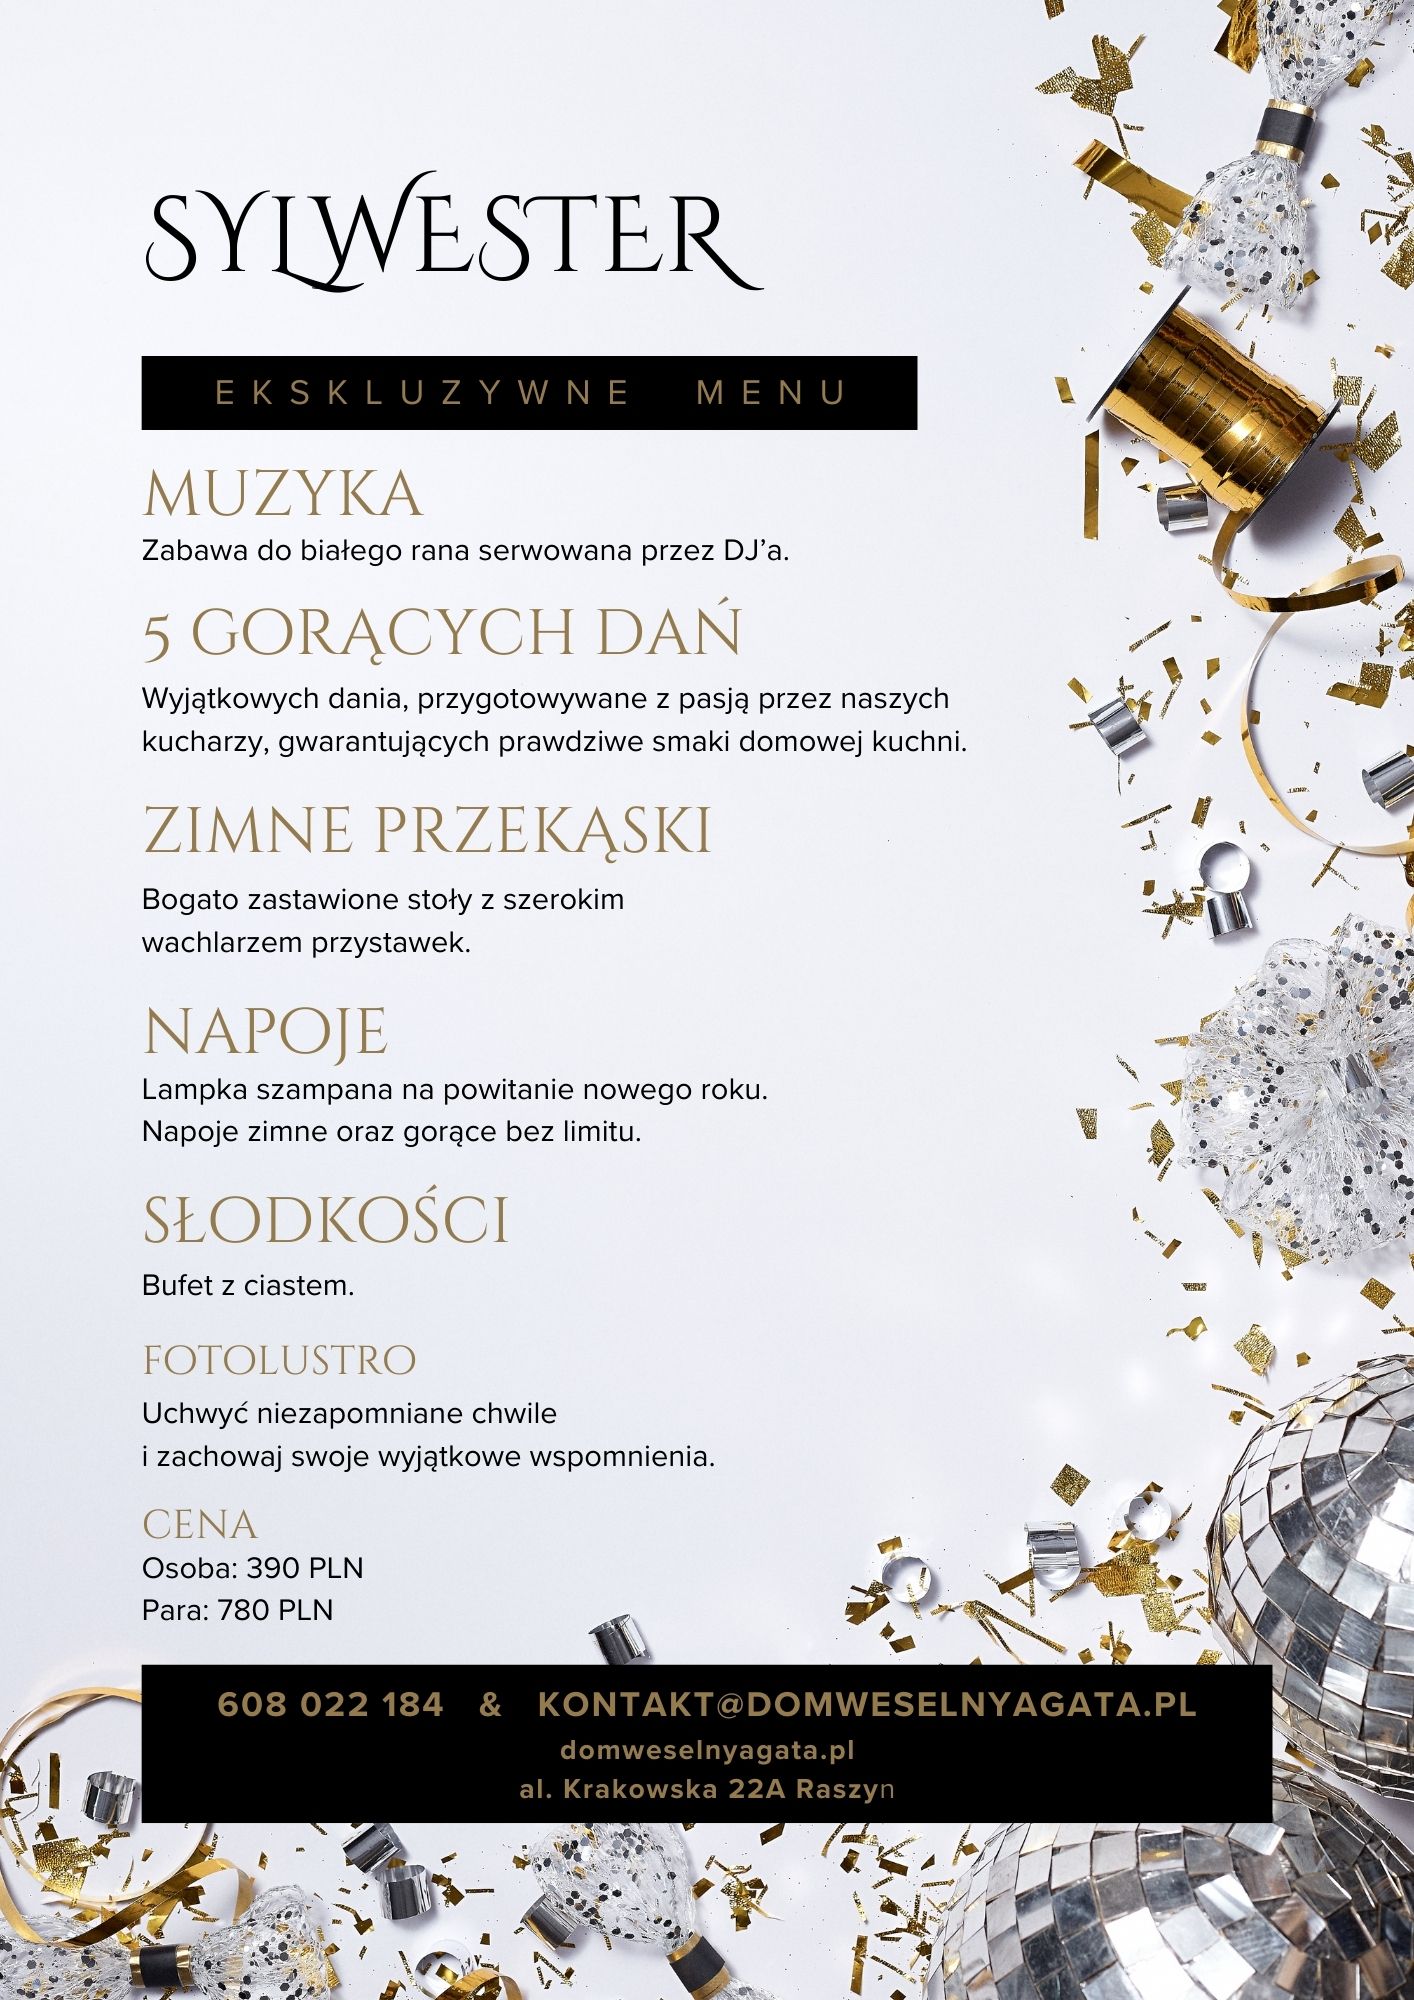 SYLWESTER
EKSKLUZYWNE MENU
MUZYKA
Zabawa do białego rana serwowana przez DJ’a.
5 GORĄCYCH DAŃ
Wyjątkowych dania, przygotowywane z pasją przez naszych
kucharzy, gwarantujących prawdziwe smaki domowej kuchni.
ZIMNE PRZEKĄSKI
Bogato zastawione stoły z szerokim
wachlarzem przystawek.
NAPOJE
Lampka szampana na powitanie nowego roku.
Napoje zimne oraz gorące bez limitu.
SŁODKOŚCI
Bufet z ciastem.
FOTOLUSTRO
Uchwyć niezapomniane chwile
i zachowaj swoje wyjątkowe wspomnienia.
CENA
Osoba: 390 PLN
Para: 780 PLN
608 022 184 & KONTAKT@DOMWESELNYAGATA.PL
domweselnyagata.pl
al. Krakowska 22A Raszyn